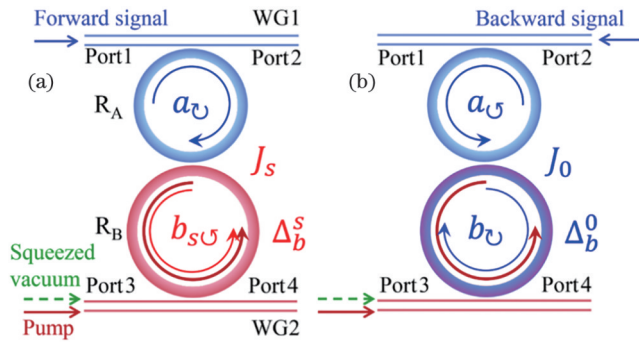 Forward signal WG1 Backward signal
Port1 Port2 Port1 Port2
(a) (b)
R_A a↻ a↺
J_s J_0
R_B b_s↺ Δ_b^s b↻ Δ_b^0
Squeezed vacuum Port3 Port4 Port3 Port4
Pump WG2